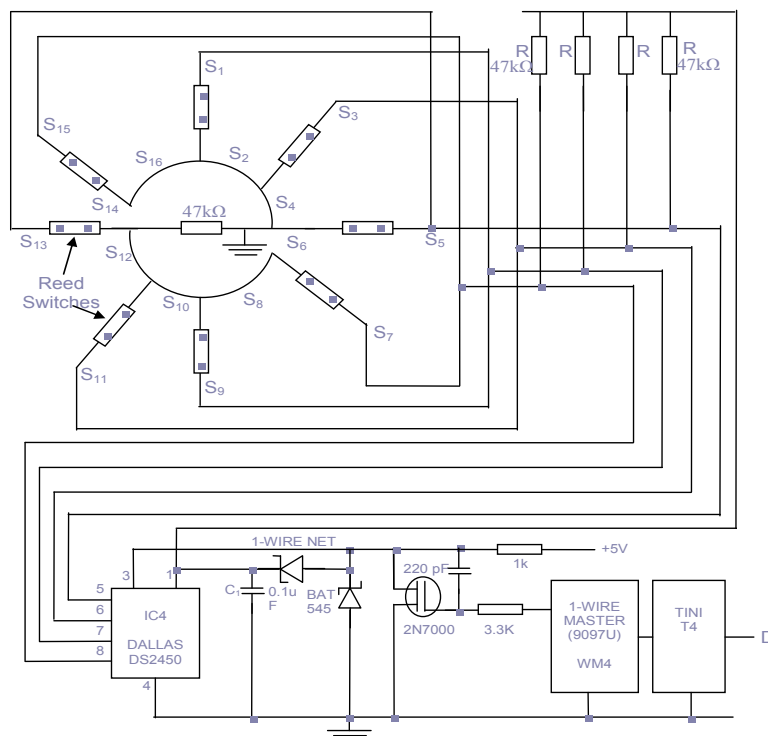 S1
S3
S15
S16
S2
S14
S4
47kΩ
S13
S12
S6
S5
Reed
Switches
S10
S8
S7
S11
S9
R
47kΩ
R
R
R
47kΩ
1-WIRE NET
+5V
1k
220 pF
3
1
5
6
7
8
4
IC4
DALLAS
DS2450
C1
0.1u
F
BAT
545
2N7000
3.3K
1-WIRE
MASTER
(9097U)
WM4
TINI
T4